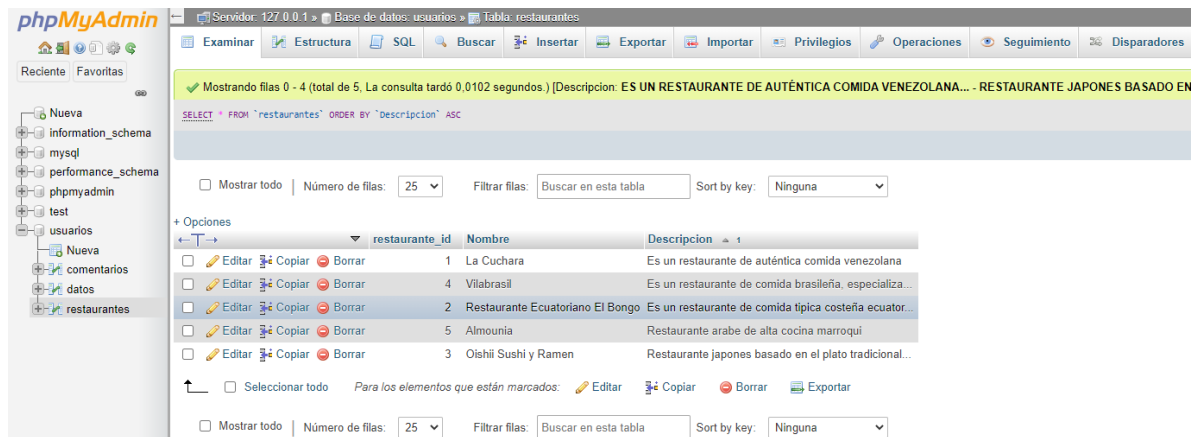 phpMyAdmin
Servidor: 127.0.0.1 » Base de datos: usuarios » Tabla: restaurantes
Examinar Estructura SQL Buscar Insertar Exportar Importar Privilegios Operaciones Seguimiento Disparadores
Reciente Favoritas
Nueva
information_schema
mysql
performance_schema
phpmyadmin
test
usuarios
Nueva
comentarios
datos
restaurantes
Mostrando filas 0 - 4 (total de 5, La consulta tardó 0,0102 segundos.) [Descripcion: ES UN RESTAURANTE DE AUTÉNTICA COMIDA VENEZOLANA... - RESTAURANTE JAPONES BASADO EN
SELECT * FROM `restaurantes` ORDER BY `Descripcion` ASC
Mostrar todo Número de filas: 25 Filtrar filas: Buscar en esta tabla Sort by key: Ninguna
+ Opciones
restaurante_id Nombre Descripcion 1
Editar Copiar Borrar 1 La Cuchara Es un restaurante de auténtica comida venezolana
Editar Copiar Borrar 4 Vilabrasil Es un restaurante de comida brasileña, especializa...
Editar Copiar Borrar 2 Restaurante Ecuatoriano El Bongo Es un restaurante de comida tipica costeña ecuator...
Editar Copiar Borrar 5 Almounia Restaurante arabe de alta cocina marroqui
Editar Copiar Borrar 3 Oishii Sushi y Ramen Restaurante japones basado en el plato tradicional...
Seleccionar todo Para los elementos que están marcados: Editar Copiar Borrar Exportar
Mostrar todo Número de filas: 25 Filtrar filas: Buscar en esta tabla Sort by key: Ninguna